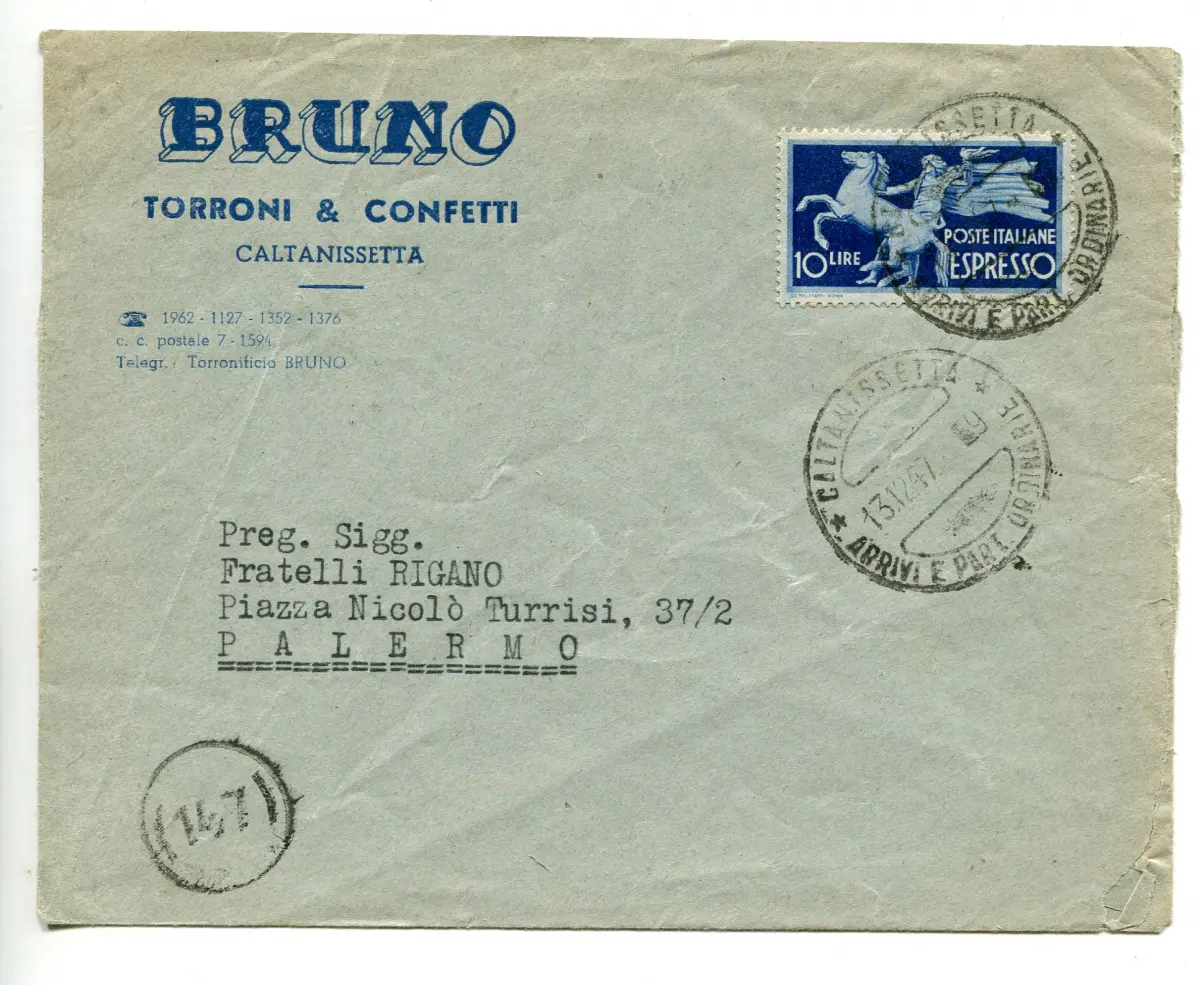 BRUNO
TORRONI & CONFETTI
CALTANISSETTA
1962 - 1127 - 1352 - 1376
c. c. postale 7 - 1594
Telegr. : Torronificio BRUNO
10 LIRE
POSTE ITALIANE
ESPRESSO
ARRIVI E PART. ORDINARIE
CALTANISSETTA
13.12.47.
ARRIVI E PART. ORDINARIE
Preg. Sigg.
Fratelli RIGANO
Piazza Nicolò Turrisi, 37/2
PALERMO
147